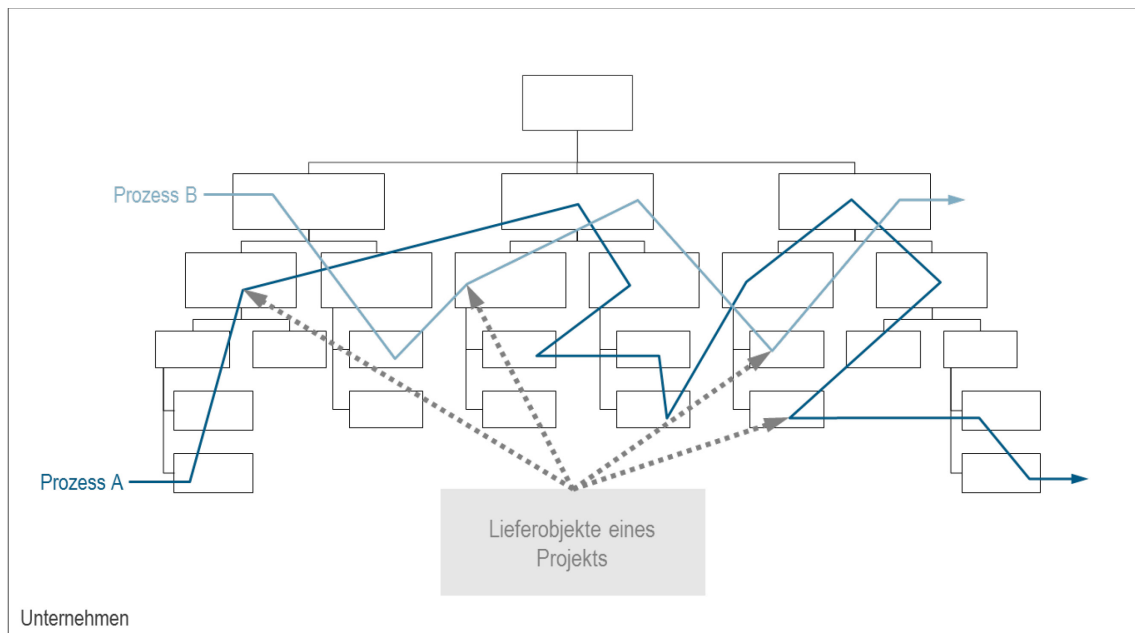 Prozess B
Prozess A
Lieferobjekte eines
Projekts
Unternehmen